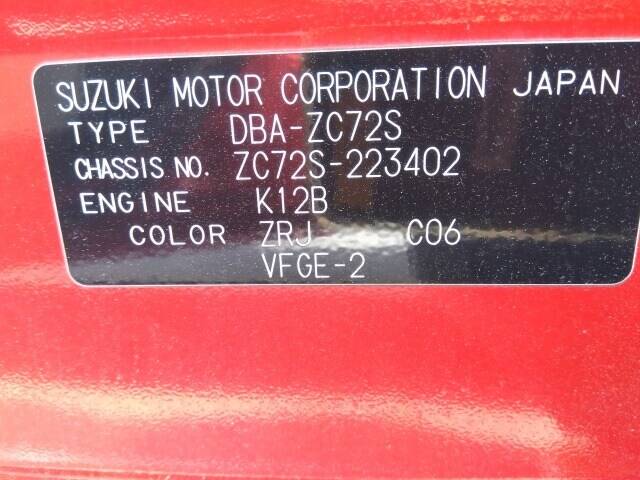 SUZUKI MOTOR CORPORATION JAPAN
TYPE DBA-ZC72S
CHASSIS NO. ZC72S-223402
ENGINE K12B
COLOR ZRJ C06
VFGE-2